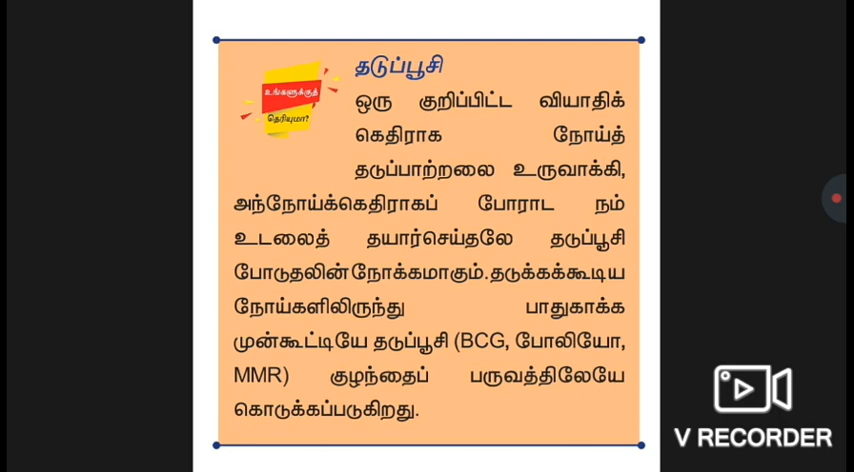 தடுப்பூசி
உங்களுக்குத்
தெரியுமா?
ஒரு குறிப்பிட்ட வியாதிக்
கெதிராக நோய்த்
தடுப்பாற்றலை உருவாக்கி,
அந்நோய்க்கெதிராகப் போராட நம்
உடலைத் தயார்செய்தலே தடுப்பூசி
போடுதலின் நோக்கமாகும். தடுக்கக்கூடிய
நோய்களிலிருந்து பாதுகாக்க
முன்கூட்டியே தடுப்பூசி (BCG, போலியோ,
MMR) குழந்தைப் பருவத்திலேயே
கொடுக்கப்படுகிறது.
V RECORDER